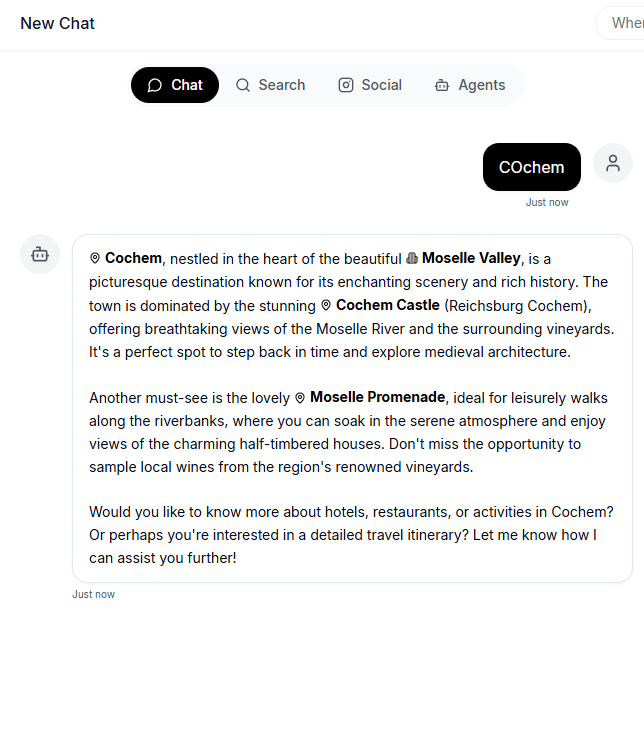 New Chat
Chat Search Social Agents
COchem
Just now
Cochem, nestled in the heart of the beautiful Moselle Valley, is a
picturesque destination known for its enchanting scenery and rich history. The
town is dominated by the stunning Cochem Castle (Reichsburg Cochem),
offering breathtaking views of the Moselle River and the surrounding vineyards.
It's a perfect spot to step back in time and explore medieval architecture.
Another must-see is the lovely Moselle Promenade, ideal for leisurely walks
along the riverbanks, where you can soak in the serene atmosphere and enjoy
views of the charming half-timbered houses. Don't miss the opportunity to
sample local wines from the region's renowned vineyards.
Would you like to know more about hotels, restaurants, or activities in Cochem?
Or perhaps you're interested in a detailed travel itinerary? Let me know how I
can assist you further!
Just now